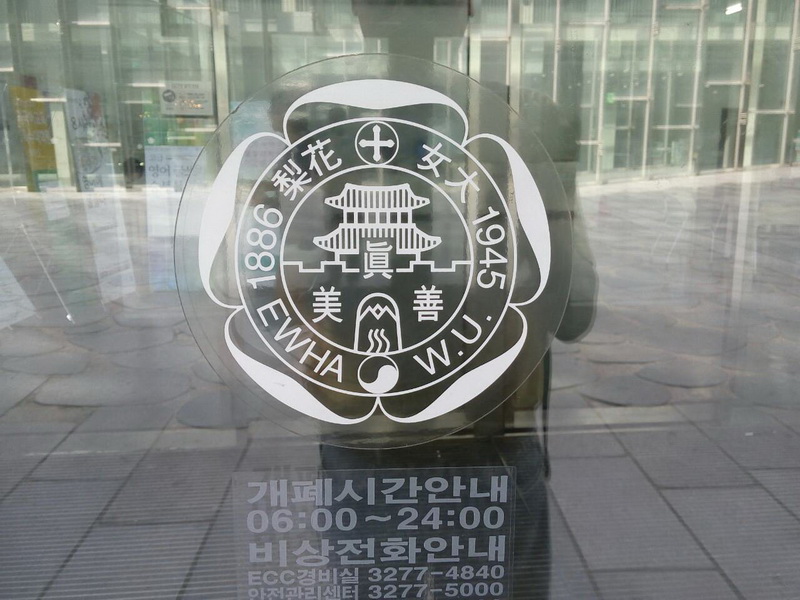 梨花 女大
1886 1945
眞
美 善
EWHA W.U.
개폐시간안내
06:00~24:00
비상전화안내
ECC경비실 3277-4840
안전관리센터 3277-5000